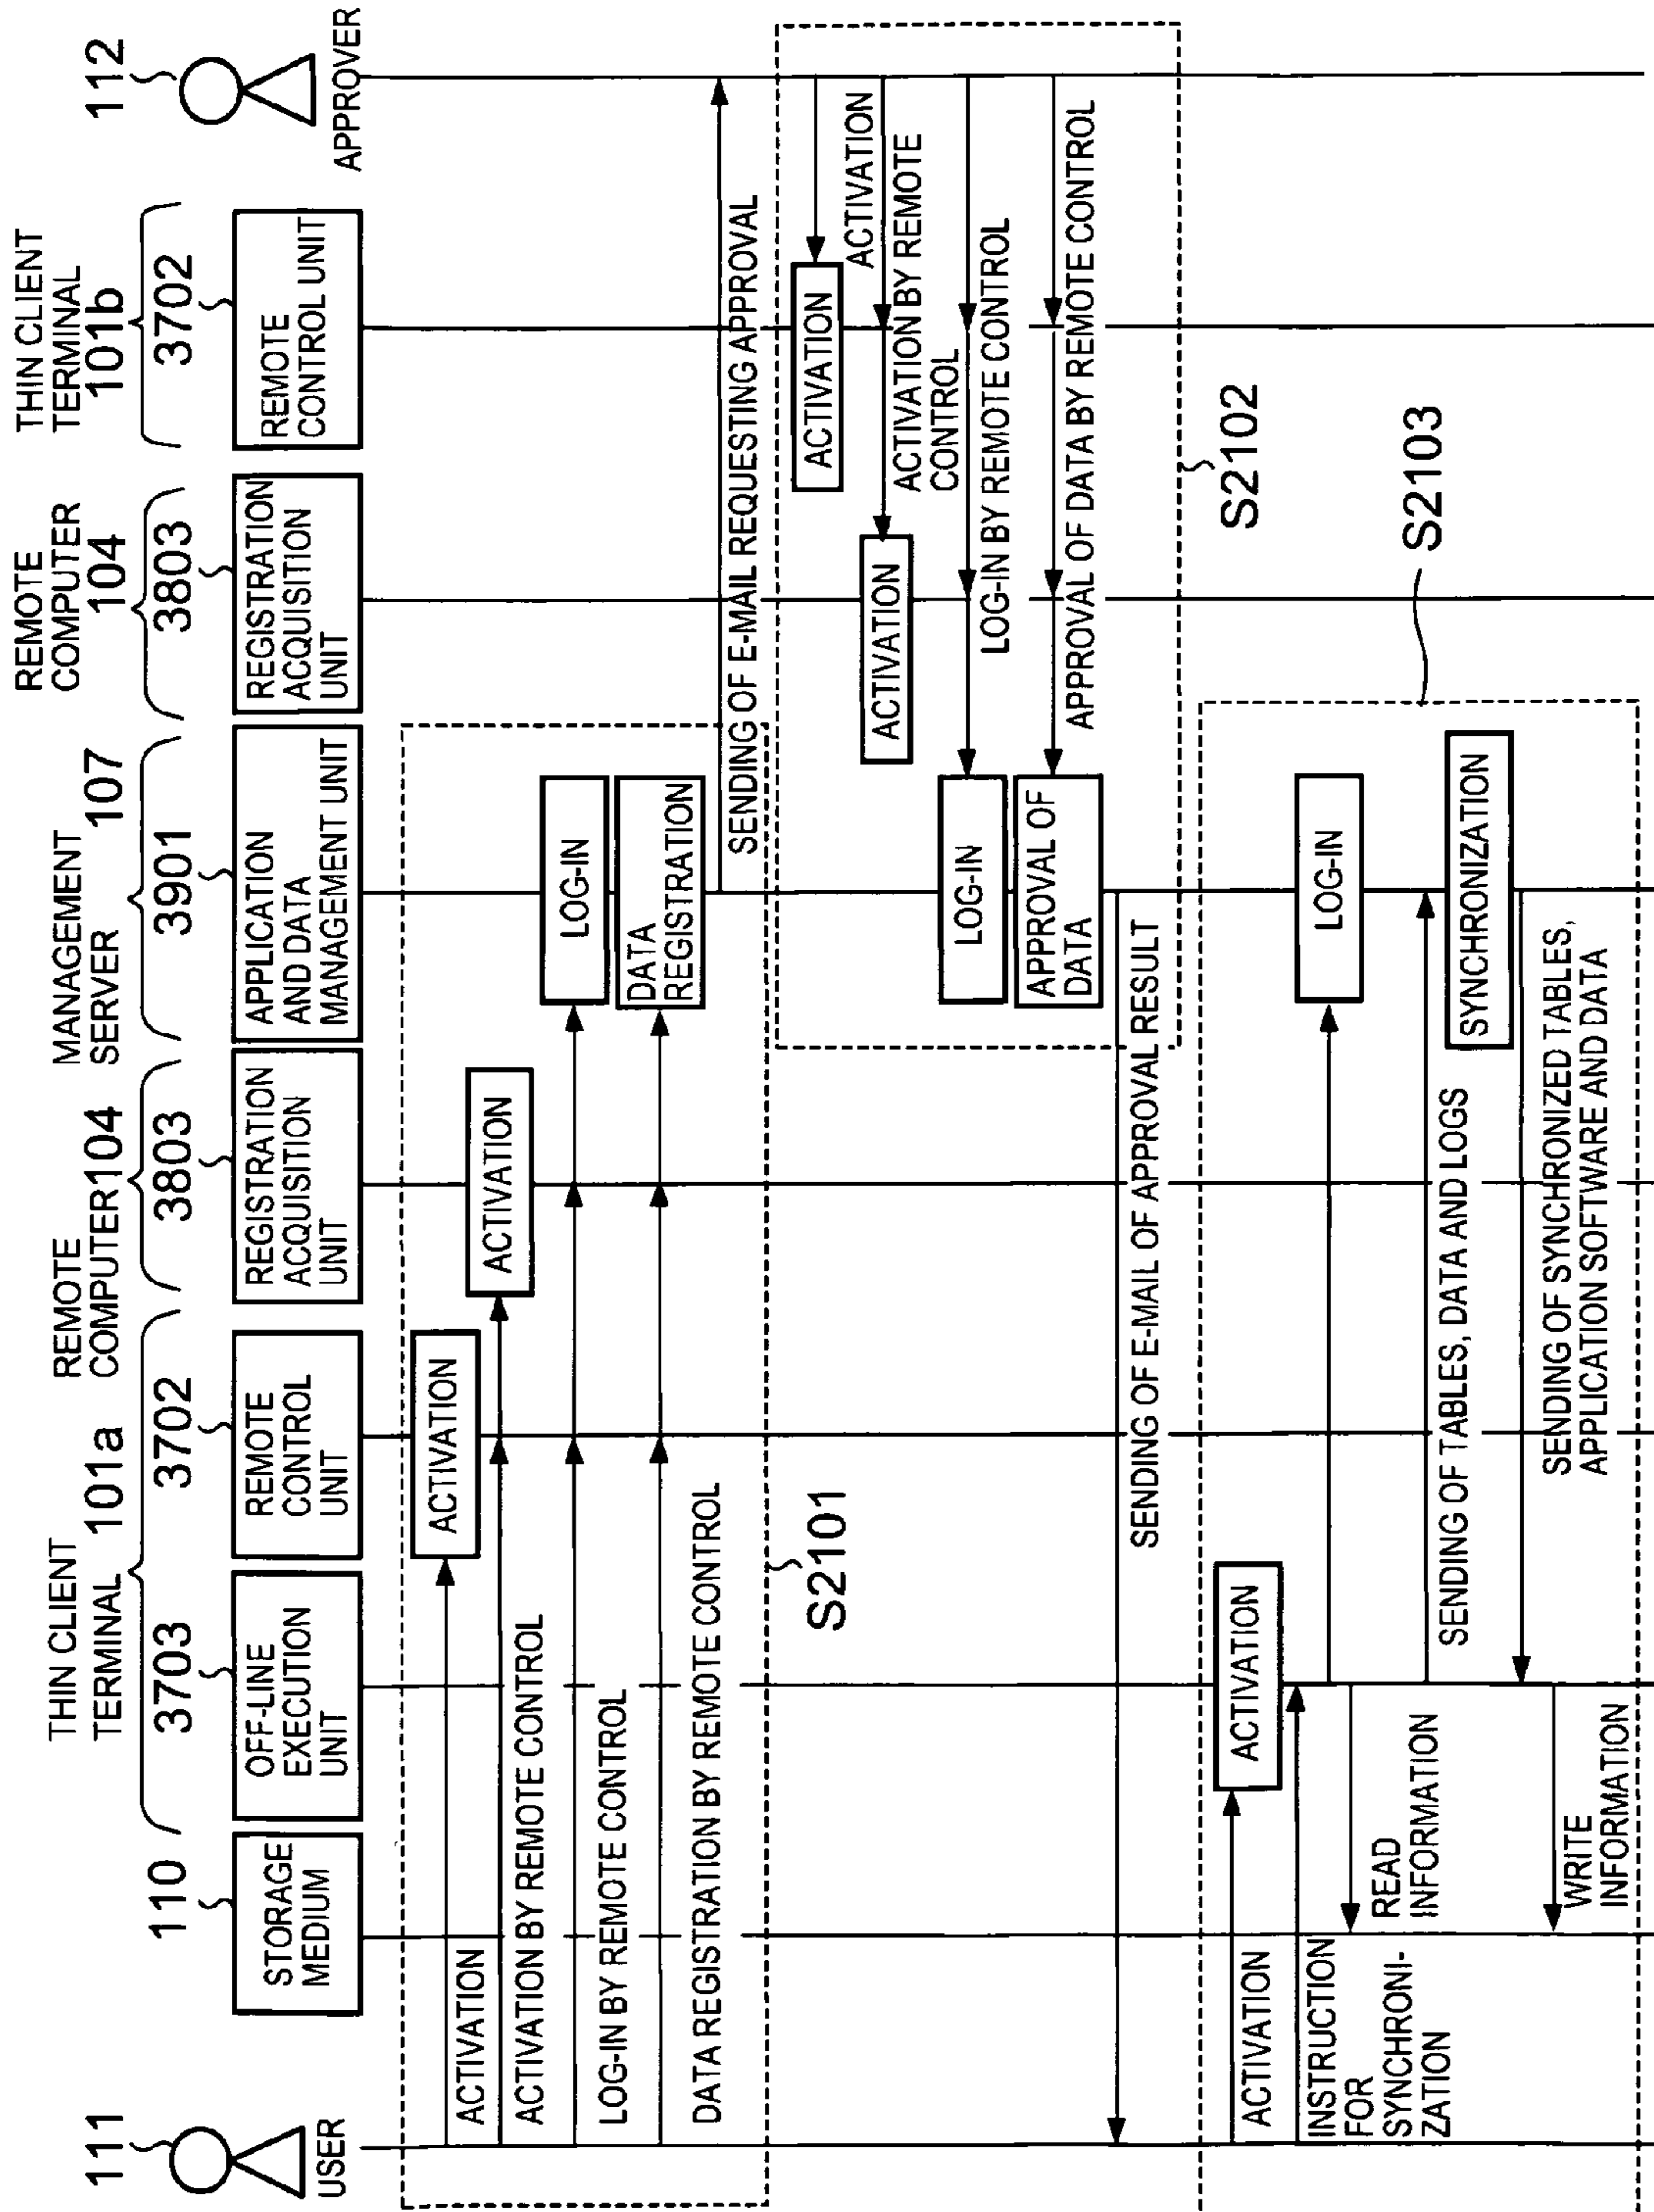 111
USER
110
STORAGE
MEDIUM
THIN CLIENT
TERMINAL 101a
3703
OFF-LINE
EXECUTION
UNIT
3702
REMOTE
CONTROL
UNIT
REMOTE
COMPUTER 104
3803
REGISTRATION
ACQUISITION
UNIT
MANAGEMENT
SERVER 107
3901
APPLICATION
AND DATA
MANAGEMENT UNIT
REMOTE
COMPUTER
104
3803
REGISTRATION
ACQUISITION
UNIT
THIN CLIENT
TERMINAL
101b
3702
REMOTE
CONTROL UNIT
112
APPROVER
ACTIVATION
ACTIVATION
ACTIVATION BY REMOTE CONTROL
ACTIVATION
LOG-IN BY REMOTE CONTROL
LOG-IN
DATA REGISTRATION BY REMOTE CONTROL
DATA
REGISTRATION
S2101
SENDING OF E-MAIL REQUESTING APPROVAL
ACTIVATION
ACTIVATION
ACTIVATION BY REMOTE
CONTROL
ACTIVATION
LOG-IN BY REMOTE CONTROL
LOG-IN
APPROVAL OF DATA BY REMOTE CONTROL
APPROVAL OF
DATA
S2102
SENDING OF E-MAIL OF APPROVAL RESULT
S2103
ACTIVATION
ACTIVATION
INSTRUCTION
FOR
SYNCHRONI-
ZATION
LOG-IN
READ
INFORMATION
SENDING OF TABLES, DATA AND LOGS
SYNCHRONIZATION
SENDING OF SYNCHRONIZED TABLES,
APPLICATION SOFTWARE AND DATA
WRITE
INFORMATION